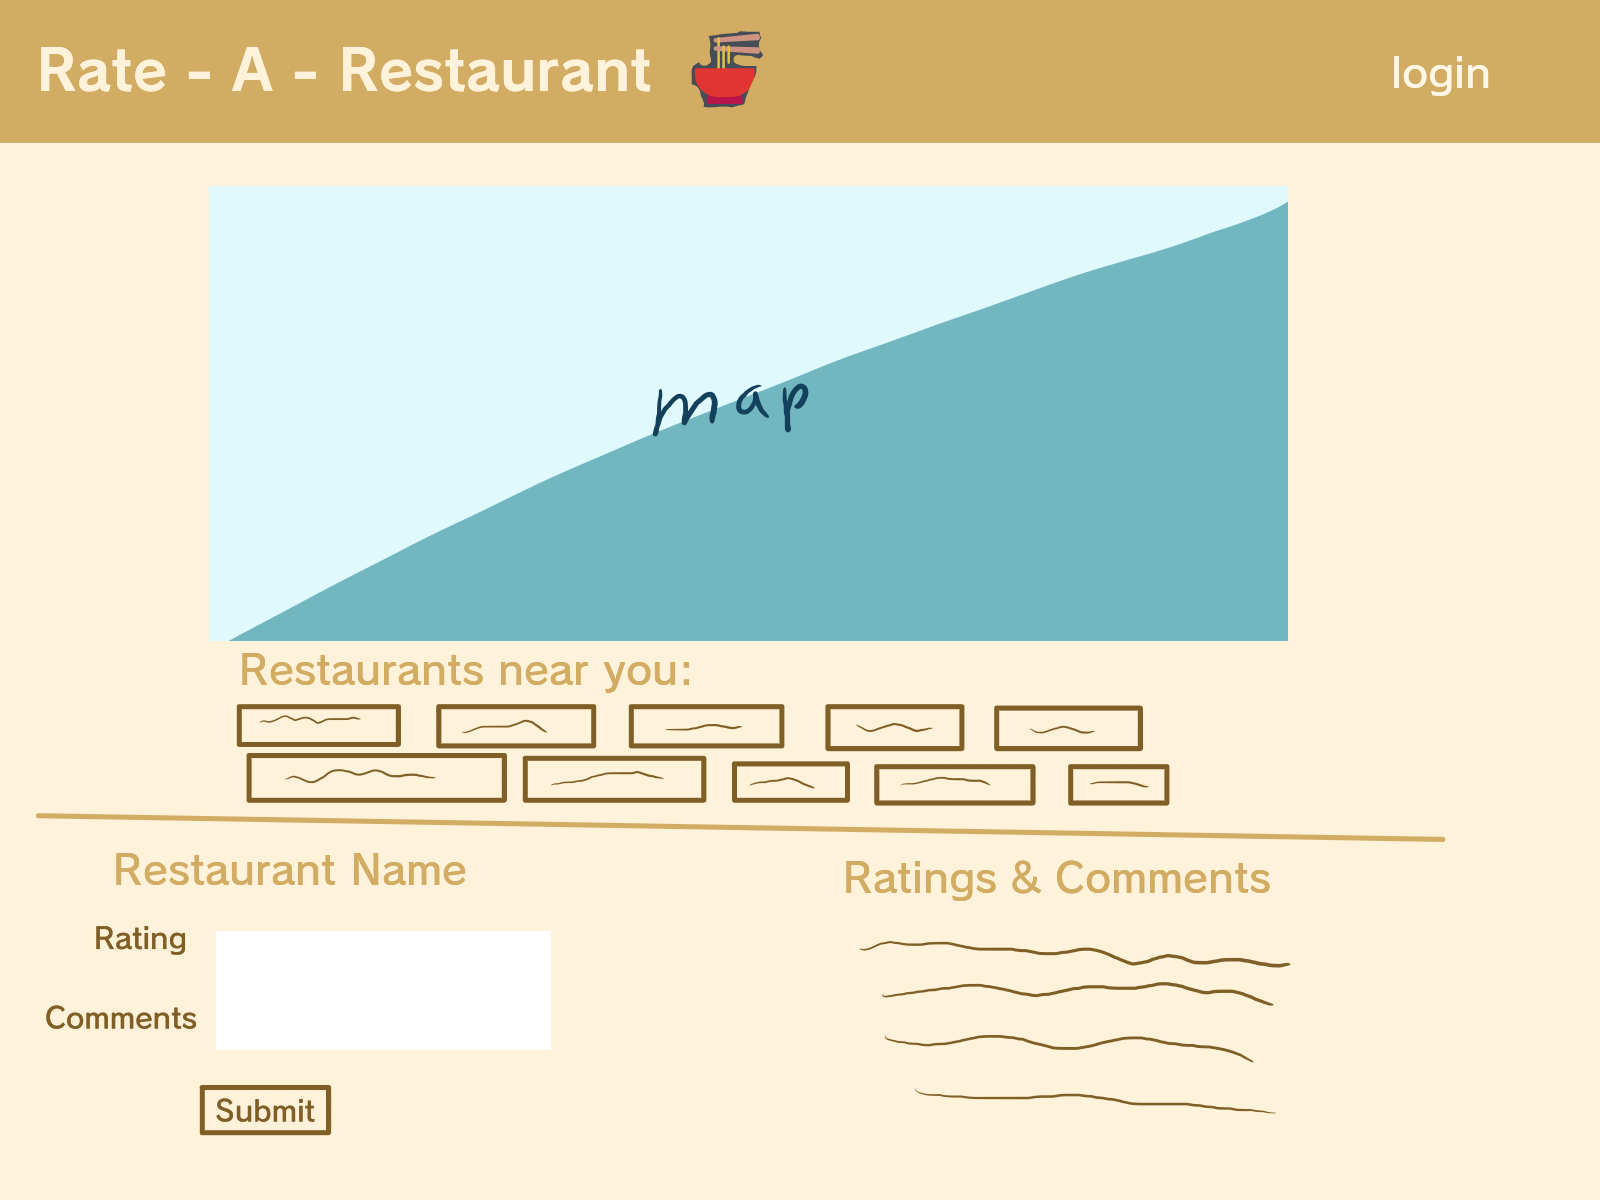 Rate - A - Restaurant
login
map
Restaurants near you:
Restaurant Name
Rating
Comments
Submit
Ratings & Comments